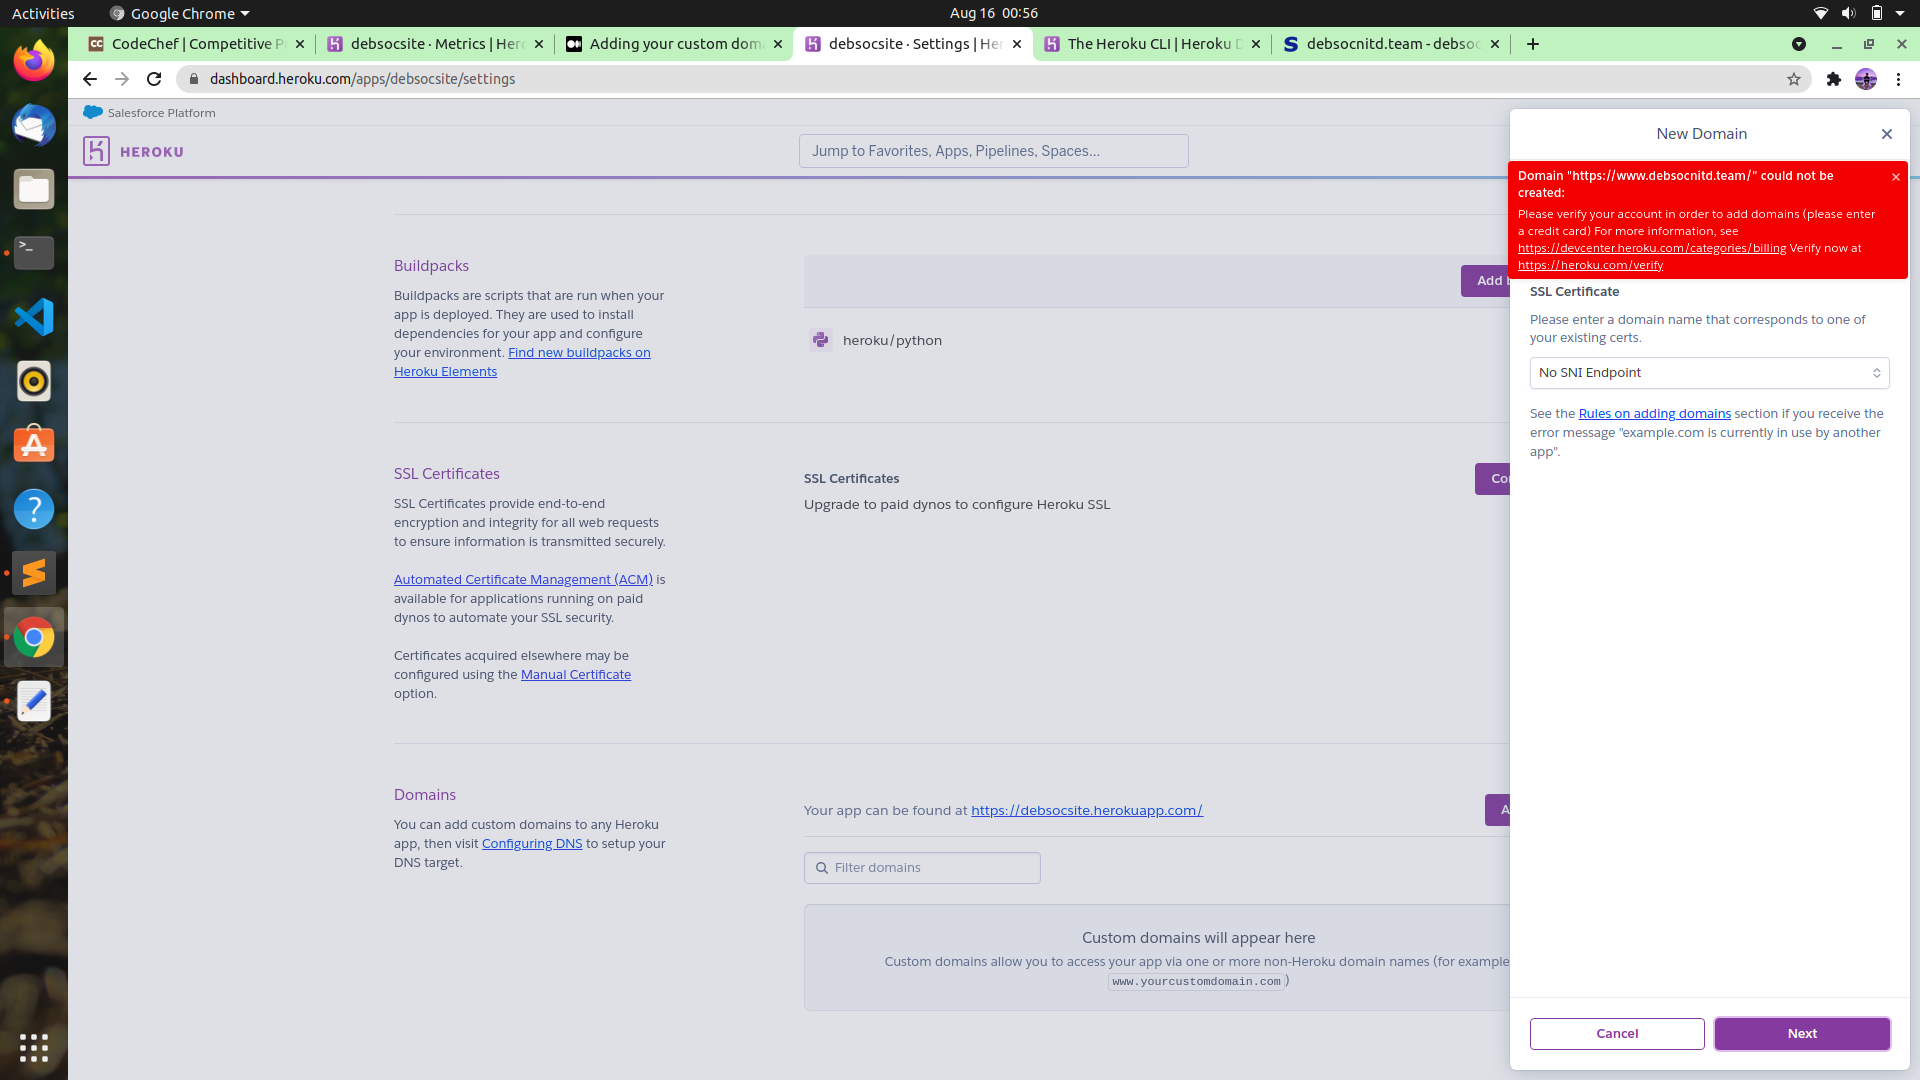 Activities
Google Chrome
Aug 16 00:56
CodeChef | Competitive P
debsocsite · Metrics | Her
Adding your custom dom
debsocsite · Settings | He
The Heroku CLI | Heroku D
debsocnitd.team - debsoc
dashboard.heroku.com/apps/debsocsite/settings
Salesforce Platform
HEROKU
Jump to Favorites, Apps, Pipelines, Spaces...
Buildpacks
Buildpacks are scripts that are run when your
app is deployed. They are used to install
dependencies for your app and configure
your environment. Find new buildpacks on
Heroku Elements
Add
heroku/python
SSL Certificates
SSL Certificates provide end-to-end
encryption and integrity for all web requests
to ensure information is transmitted securely.
Automated Certificate Management (ACM) is
available for applications running on paid
dynos to automate your SSL security.
Certificates acquired elsewhere may be
configured using the Manual Certificate
option.
SSL Certificates
Upgrade to paid dynos to configure Heroku SSL
Co
Domains
You can add custom domains to any Heroku
app, then visit Configuring DNS to setup your
DNS target.
Your app can be found at https://debsocsite.herokuapp.com/
A
Filter domains
Custom domains will appear here
Custom domains allow you to access your app via one or more non-Heroku domain names (for example
www.yourcustomdomain.com)
New Domain
Domain "https://www.debsocnitd.team/" could not be
created:
Please verify your account in order to add domains (please enter
a credit card) For more information, see
https://devcenter.heroku.com/categories/billing Verify now at
https://heroku.com/verify
SSL Certificate
Please enter a domain name that corresponds to one of
your existing certs.
No SNI Endpoint
See the Rules on adding domains section if you receive the
error message "example.com is currently in use by another
app".
Cancel
Next